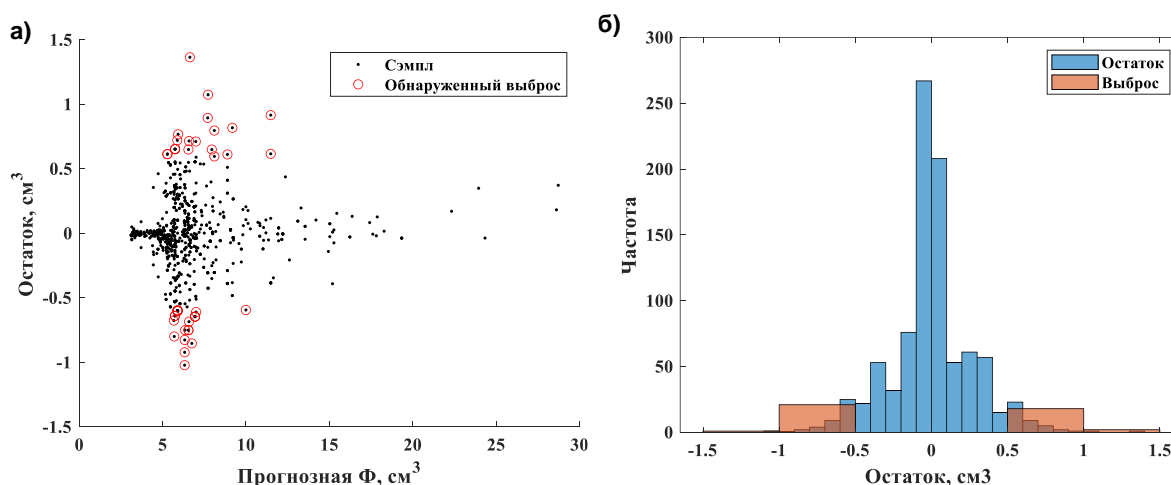 а)
1.5
1
0.5
0
-0.5
-1
-1.5
0 5 10 15 20 25 30
Остаток, см3
Прогнозная Ф, см3
Сэмпл
Обнаруженный выброс
б)
300
250
200
150
100
50
0
-1.5 -1 -0.5 0 0.5 1 1.5
Частота
Остаток, см3
Остаток
Выброс